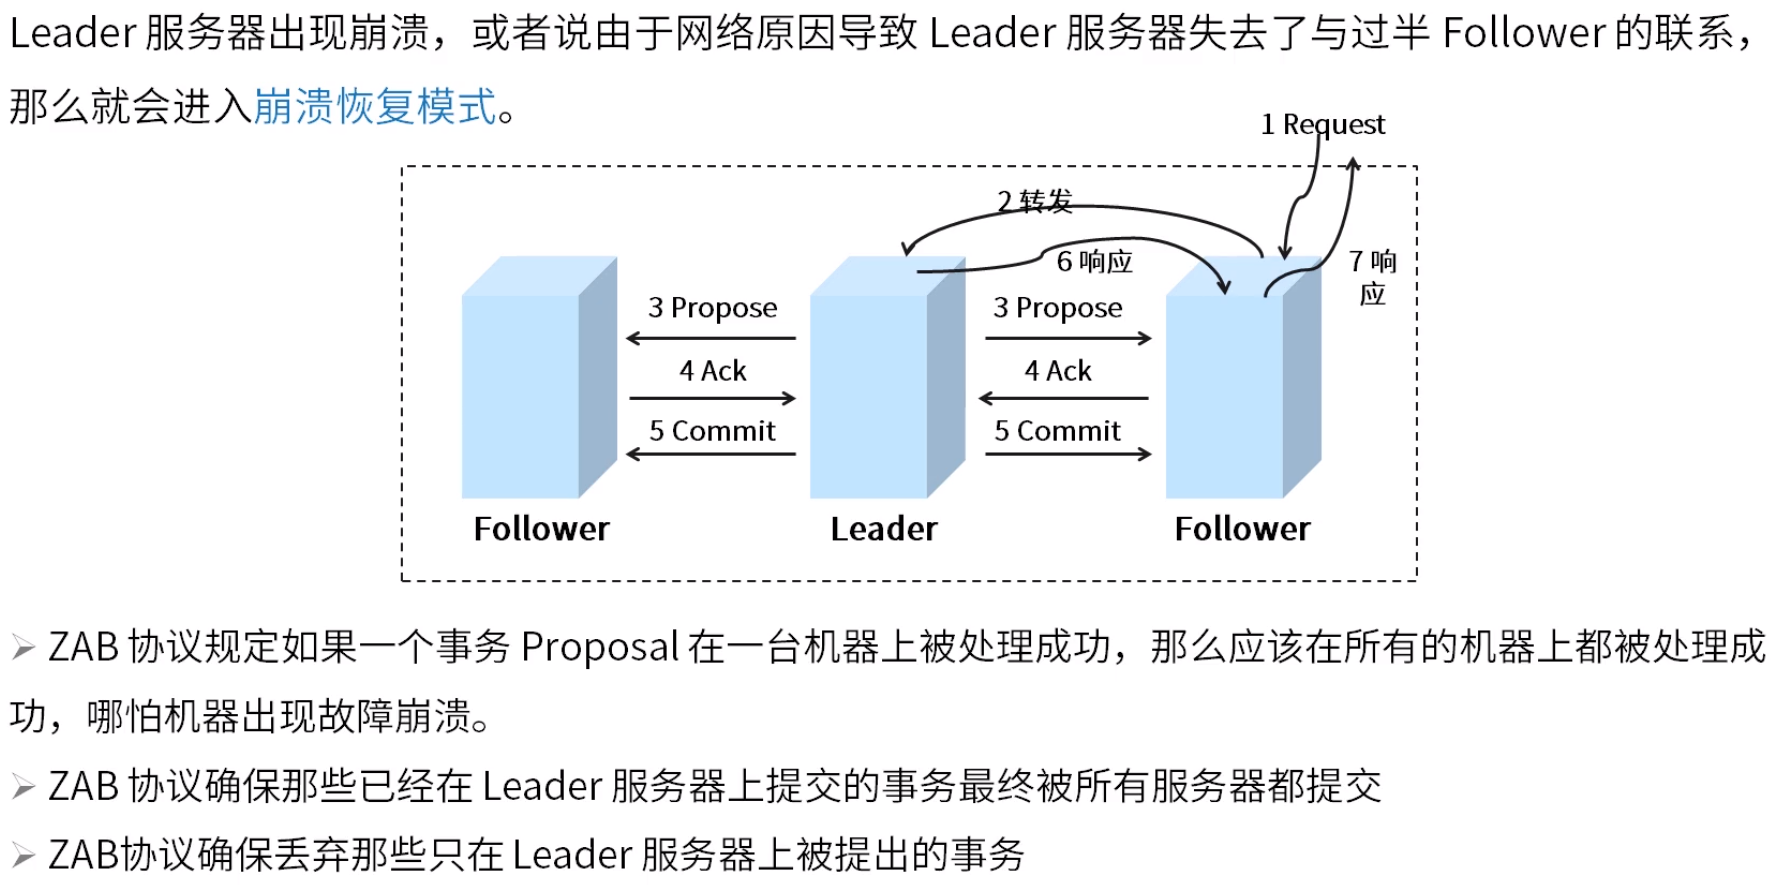 Leader 服务器出现崩溃，或者说由于网络原因导致 Leader 服务器失去了与过半 Follower 的联系，
那么就会进入崩溃恢复模式。
1 Request
2 转发
6 响应
7 响
应
3 Propose
3 Propose
4 Ack
4 Ack
5 Commit
5 Commit
Follower
Leader
Follower
➢ ZAB 协议规定如果一个事务 Proposal 在一台机器上被处理成功，那么应该在所有的机器上都被处理成
功，哪怕机器出现故障崩溃。
➢ ZAB 协议确保那些已经在 Leader 服务器上提交的事务最终被所有服务器都提交
➢ ZAB协议确保丢弃那些只在 Leader 服务器上被提出的事务